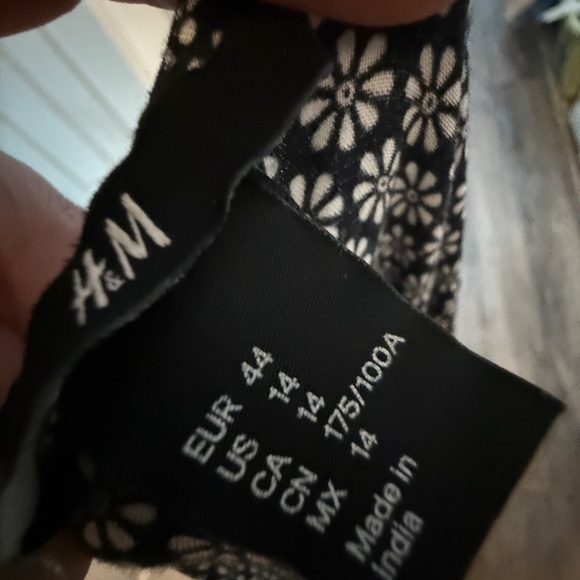 H&M
EUR 44
US 14
CA 14
CN 175/100A
MX 14
Made in
India